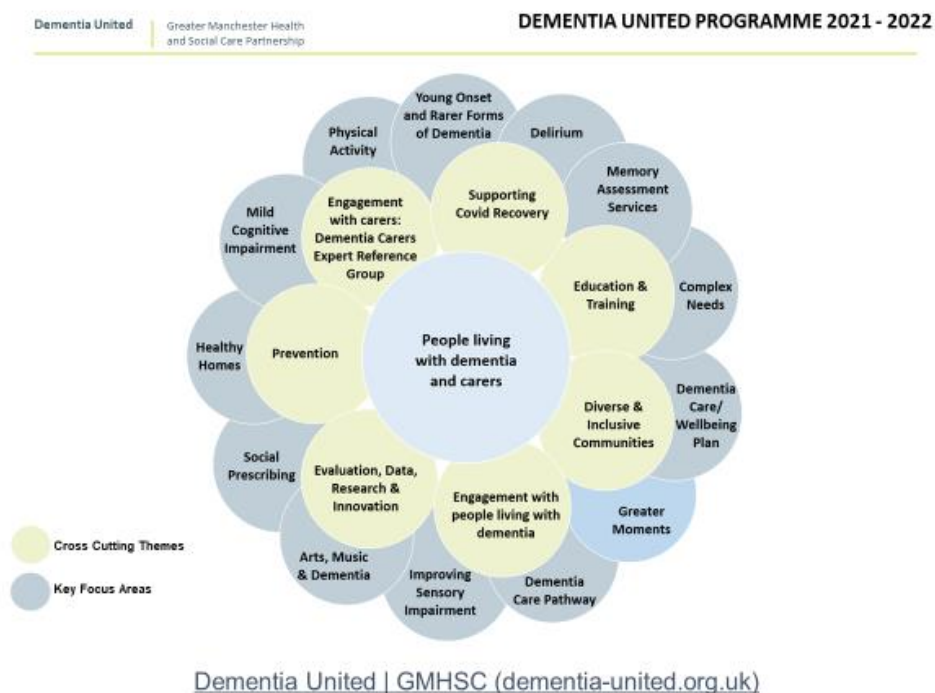 Dementia United
Greater Manchester Health
and Social Care Partnership
DEMENTIA UNITED PROGRAMME 2021 - 2022
Young Onset
and Rarer Forms
of Dementia
Delirium
Memory
Assessment
Services
Complex
Needs
Dementia
Care/
Wellbeing
Plan
Greater
Moments
Dementia
Care Pathway
Improving
Sensory
Impairment
Arts, Music
& Dementia
Social
Prescribing
Healthy
Homes
Mild
Cognitive
Impairment
Physical
Activity
Supporting
Covid Recovery
Education &
Training
Diverse &
Inclusive
Communities
Engagement with
people living with
dementia
Evaluation, Data,
Research &
Innovation
Prevention
Engagement
with carers:
Dementia Carers
Expert Reference
Group
People living
with dementia
and carers
Cross Cutting Themes
Key Focus Areas
Dementia United | GMHSC (dementia-united.org.uk)